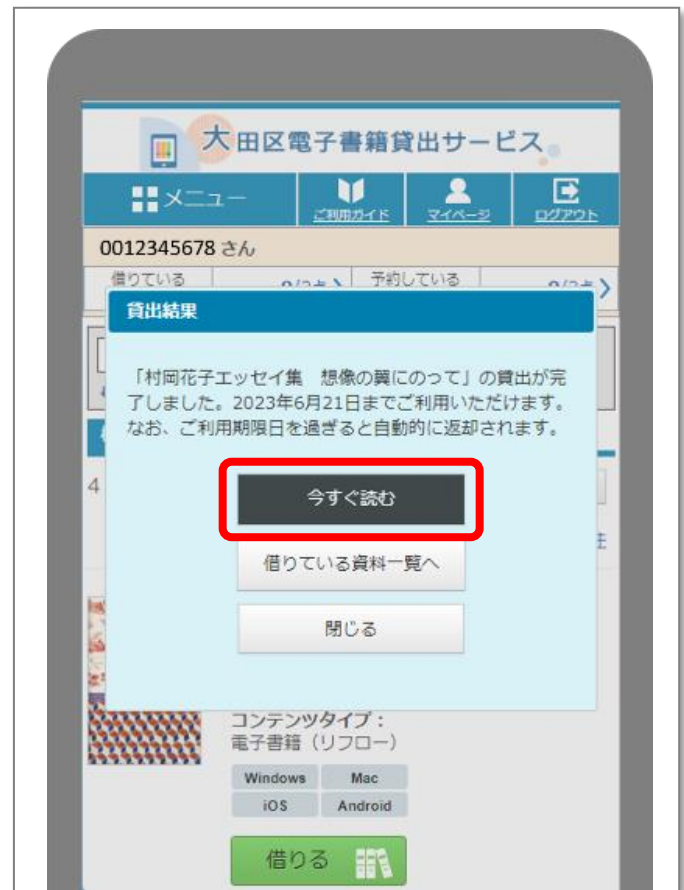 大田区電子書籍貸出サービス
メニュー
ご利用ガイド
マイページ
ログアウト
0012345678 さん
借りている
予約している
貸出結果
「村岡花子エッセイ集　想像の翼にのって」の貸出が完
了しました。2023年6月21日までご利用いただけます。
なお、ご利用期限日を過ぎると自動的に返却されます。
4
今すぐ読む
借りている資料一覧へ
閉じる
コンテンツタイプ：
電子書籍（リフロー）
Windows
Mac
iOS
Android
借りる